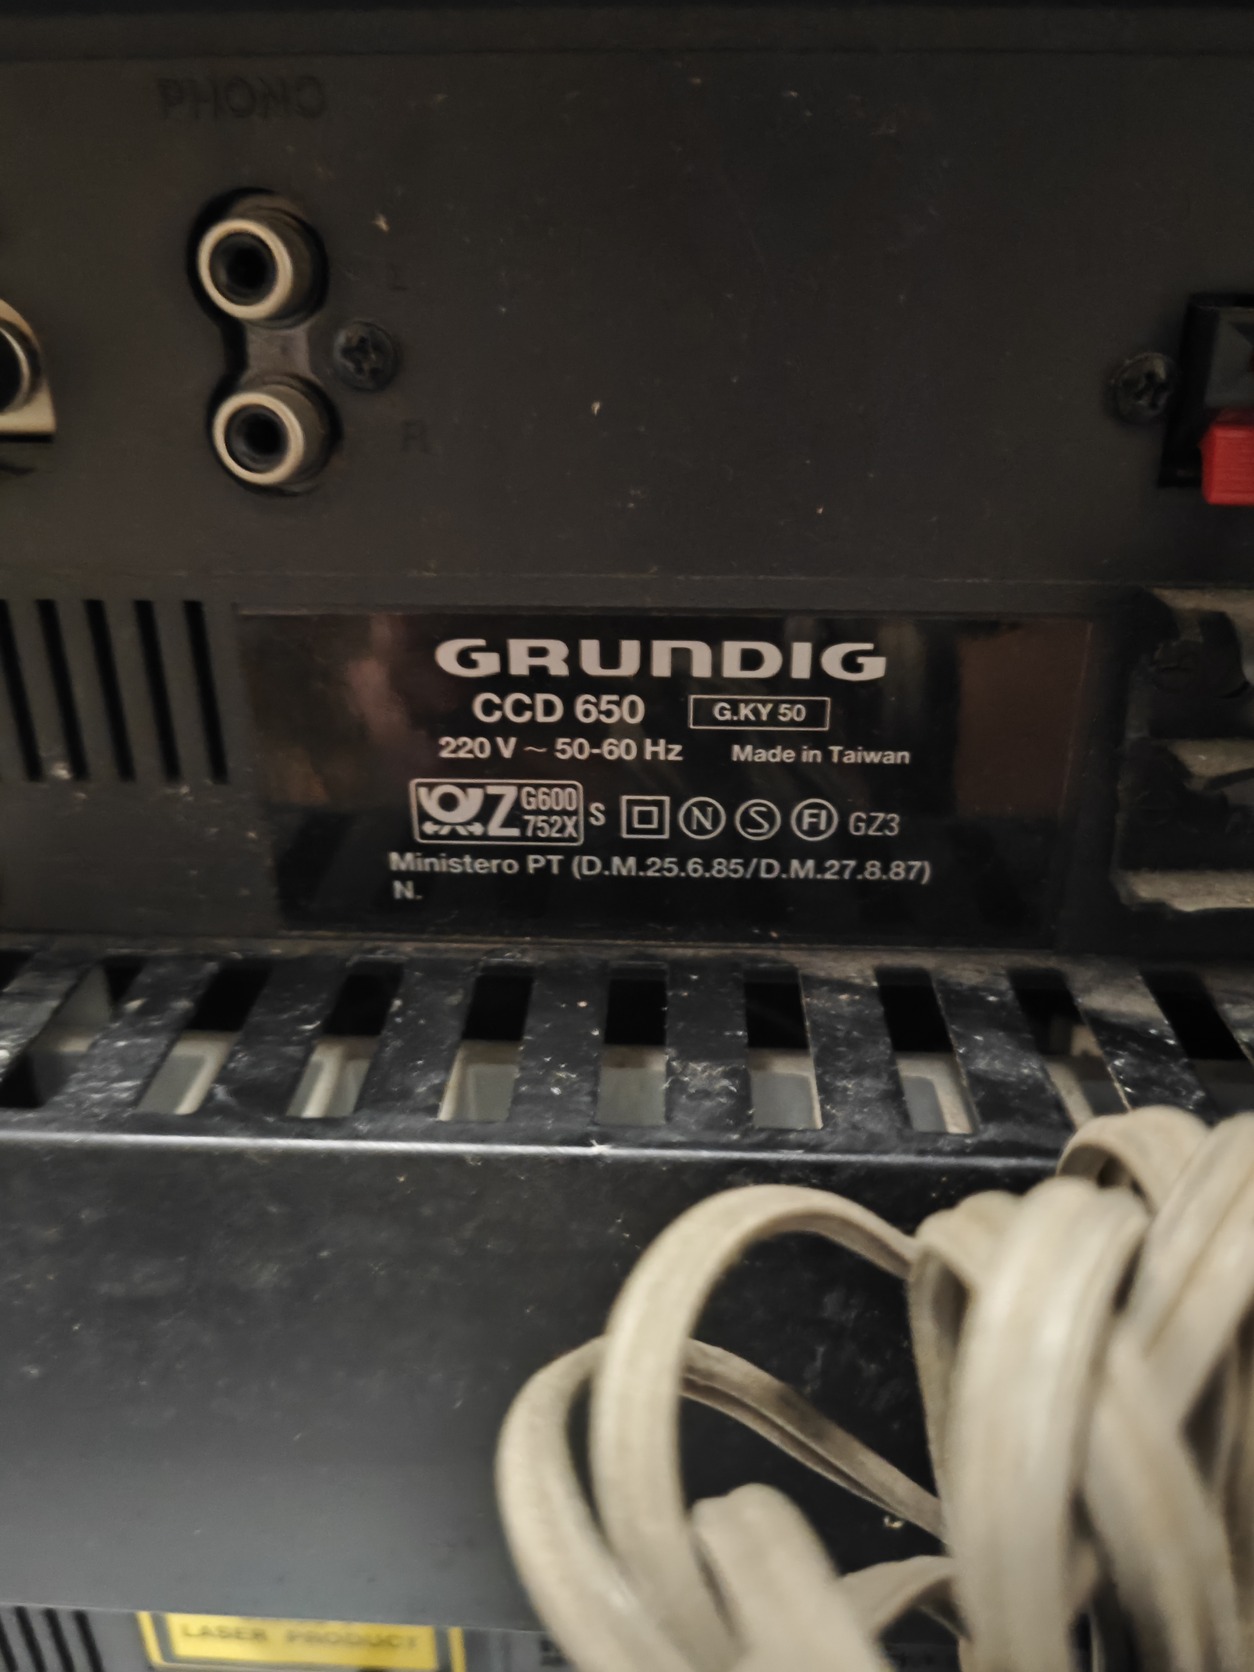 PHONO
L
R
GRUNDIG
CCD 650 G.KY 50
220 V ~ 50-60 Hz Made in Taiwan
Z G600 752X S N S FI GZ3
Ministero PT (D.M.25.6.85/D.M.27.8.87)
N.
LASER PRODUCT